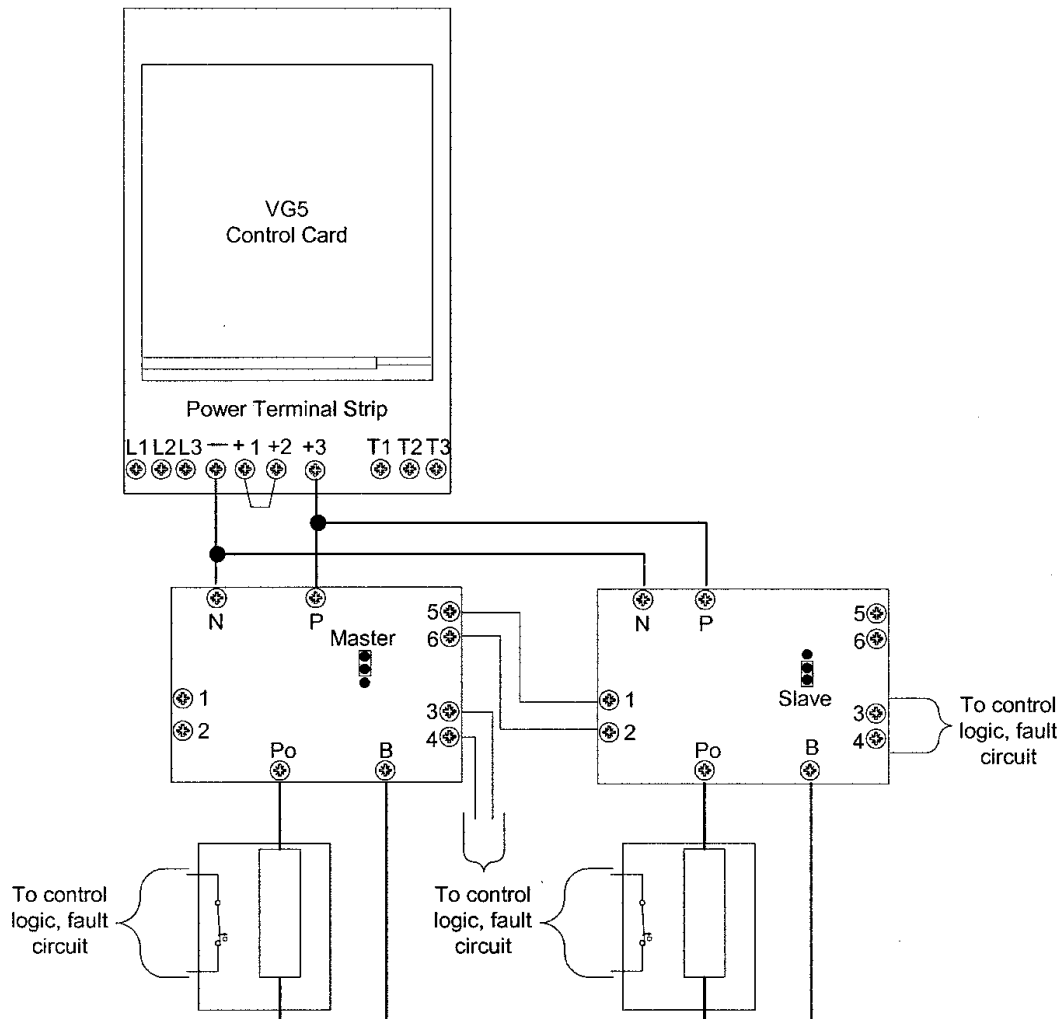 VG5
Control Card
Power Terminal Strip
L1 L2 L3 — + 1 +2 +3 T1 T2 T3
N P
Master
5
6
1
2
3
4
Po B
N P
5
6
Slave
1
2
3
4
Po B
To control
logic, fault
circuit
To control
logic, fault
circuit
To control
logic, fault
circuit